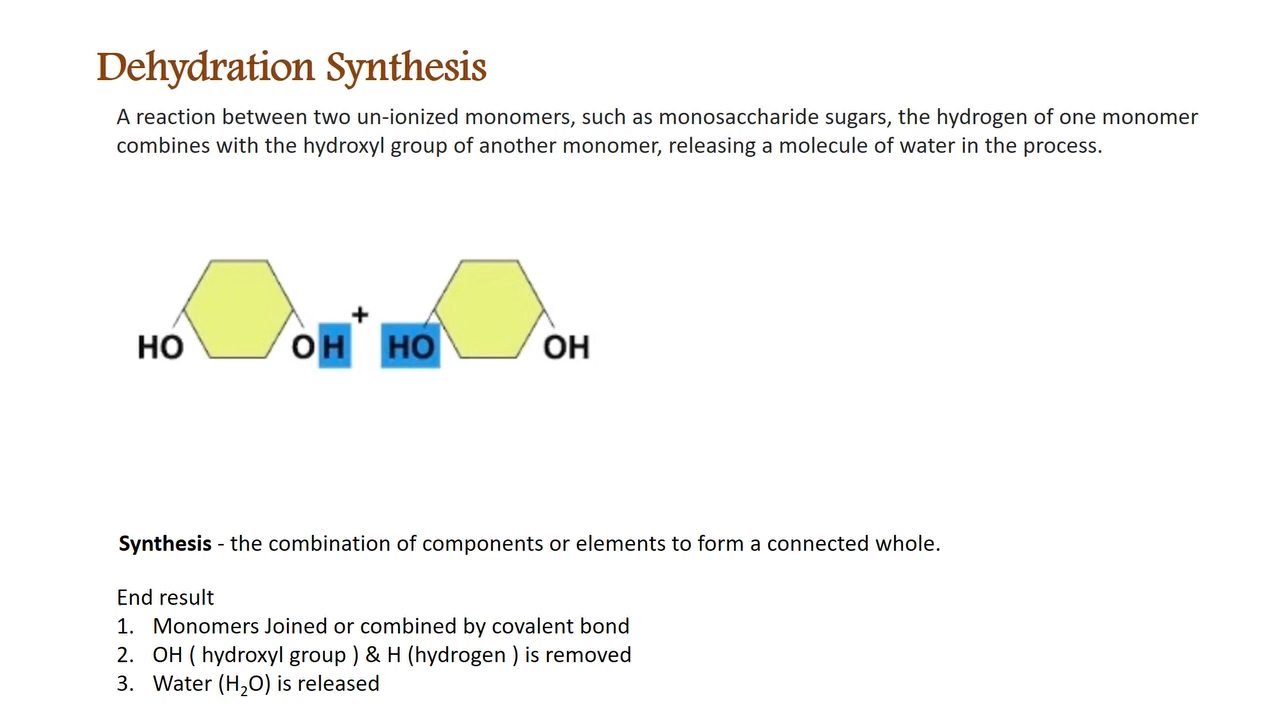 Dehydration Synthesis
A reaction between two un-ionized monomers, such as monosaccharide sugars, the hydrogen of one monomer
combines with the hydroxyl group of another monomer, releasing a molecule of water in the process.
HO OH + HO OH
Synthesis - the combination of components or elements to form a connected whole.
End result
1. Monomers Joined or combined by covalent bond
2. OH ( hydroxyl group ) & H (hydrogen ) is removed
3. Water (H₂O) is released